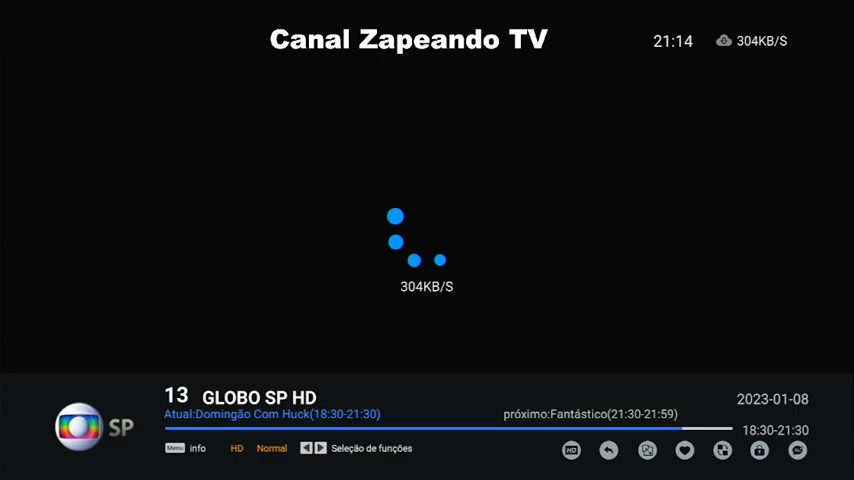 Canal Zapeando TV
21:14
304KB/S
304KB/S
13 GLOBO SP HD
2023-01-08
Atual:Domingão Com Huck(18:30-21:30)
próximo:Fantástico(21:30-21:59)
SP
18:30-21:30
Menu info HD Normal Seleção de funções
HD